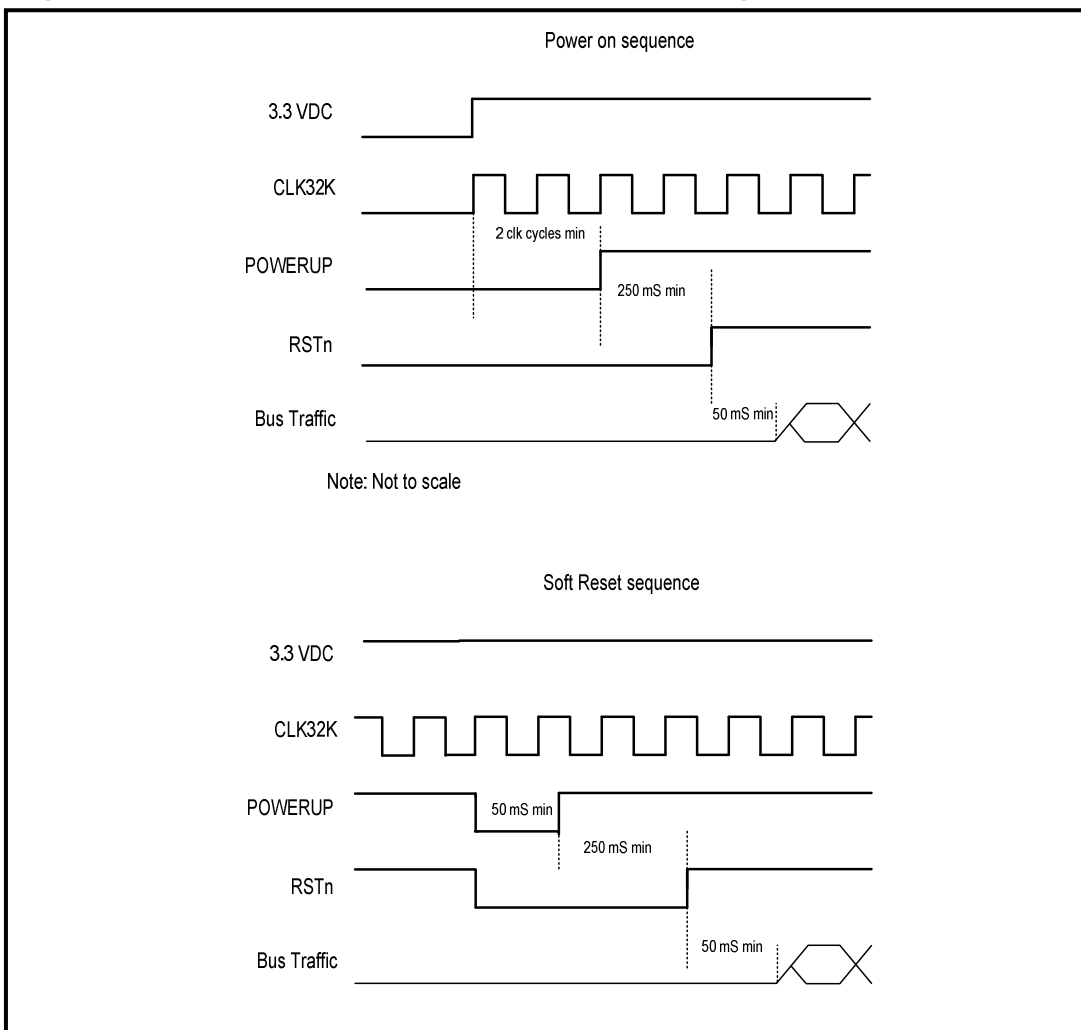 Power on sequence
3.3 VDC
CLK32K
2 clk cycles min
POWERUP
250 mS min
RSTn
50 mS min
Bus Traffic
Note: Not to scale
Soft Reset sequence
3.3 VDC
CLK32K
POWERUP
50 mS min
250 mS min
RSTn
50 mS min
Bus Traffic